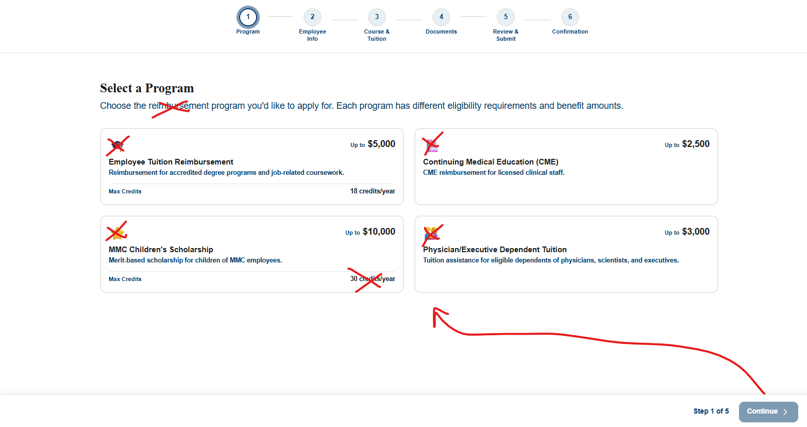 1 2 3 4 5 6
Program Employee Info Course & Tuition Documents Review & Submit Confirmation
Select a Program
Choose the reimbursement program you'd like to apply for. Each program has different eligibility requirements and benefit amounts.
Up to $5,000
Employee Tuition Reimbursement
Reimbursement for accredited degree programs and job-related coursework.
Max Credits 18 credits/year
Up to $2,500
Continuing Medical Education (CME)
CME reimbursement for licensed clinical staff.
Up to $10,000
MMC Children's Scholarship
Merit-based scholarship for children of MMC employees.
Max Credits 30 credits/year
Up to $3,000
Physician/Executive Dependent Tuition
Tuition assistance for eligible dependents of physicians, scientists, and executives.
Step 1 of 5 Continue